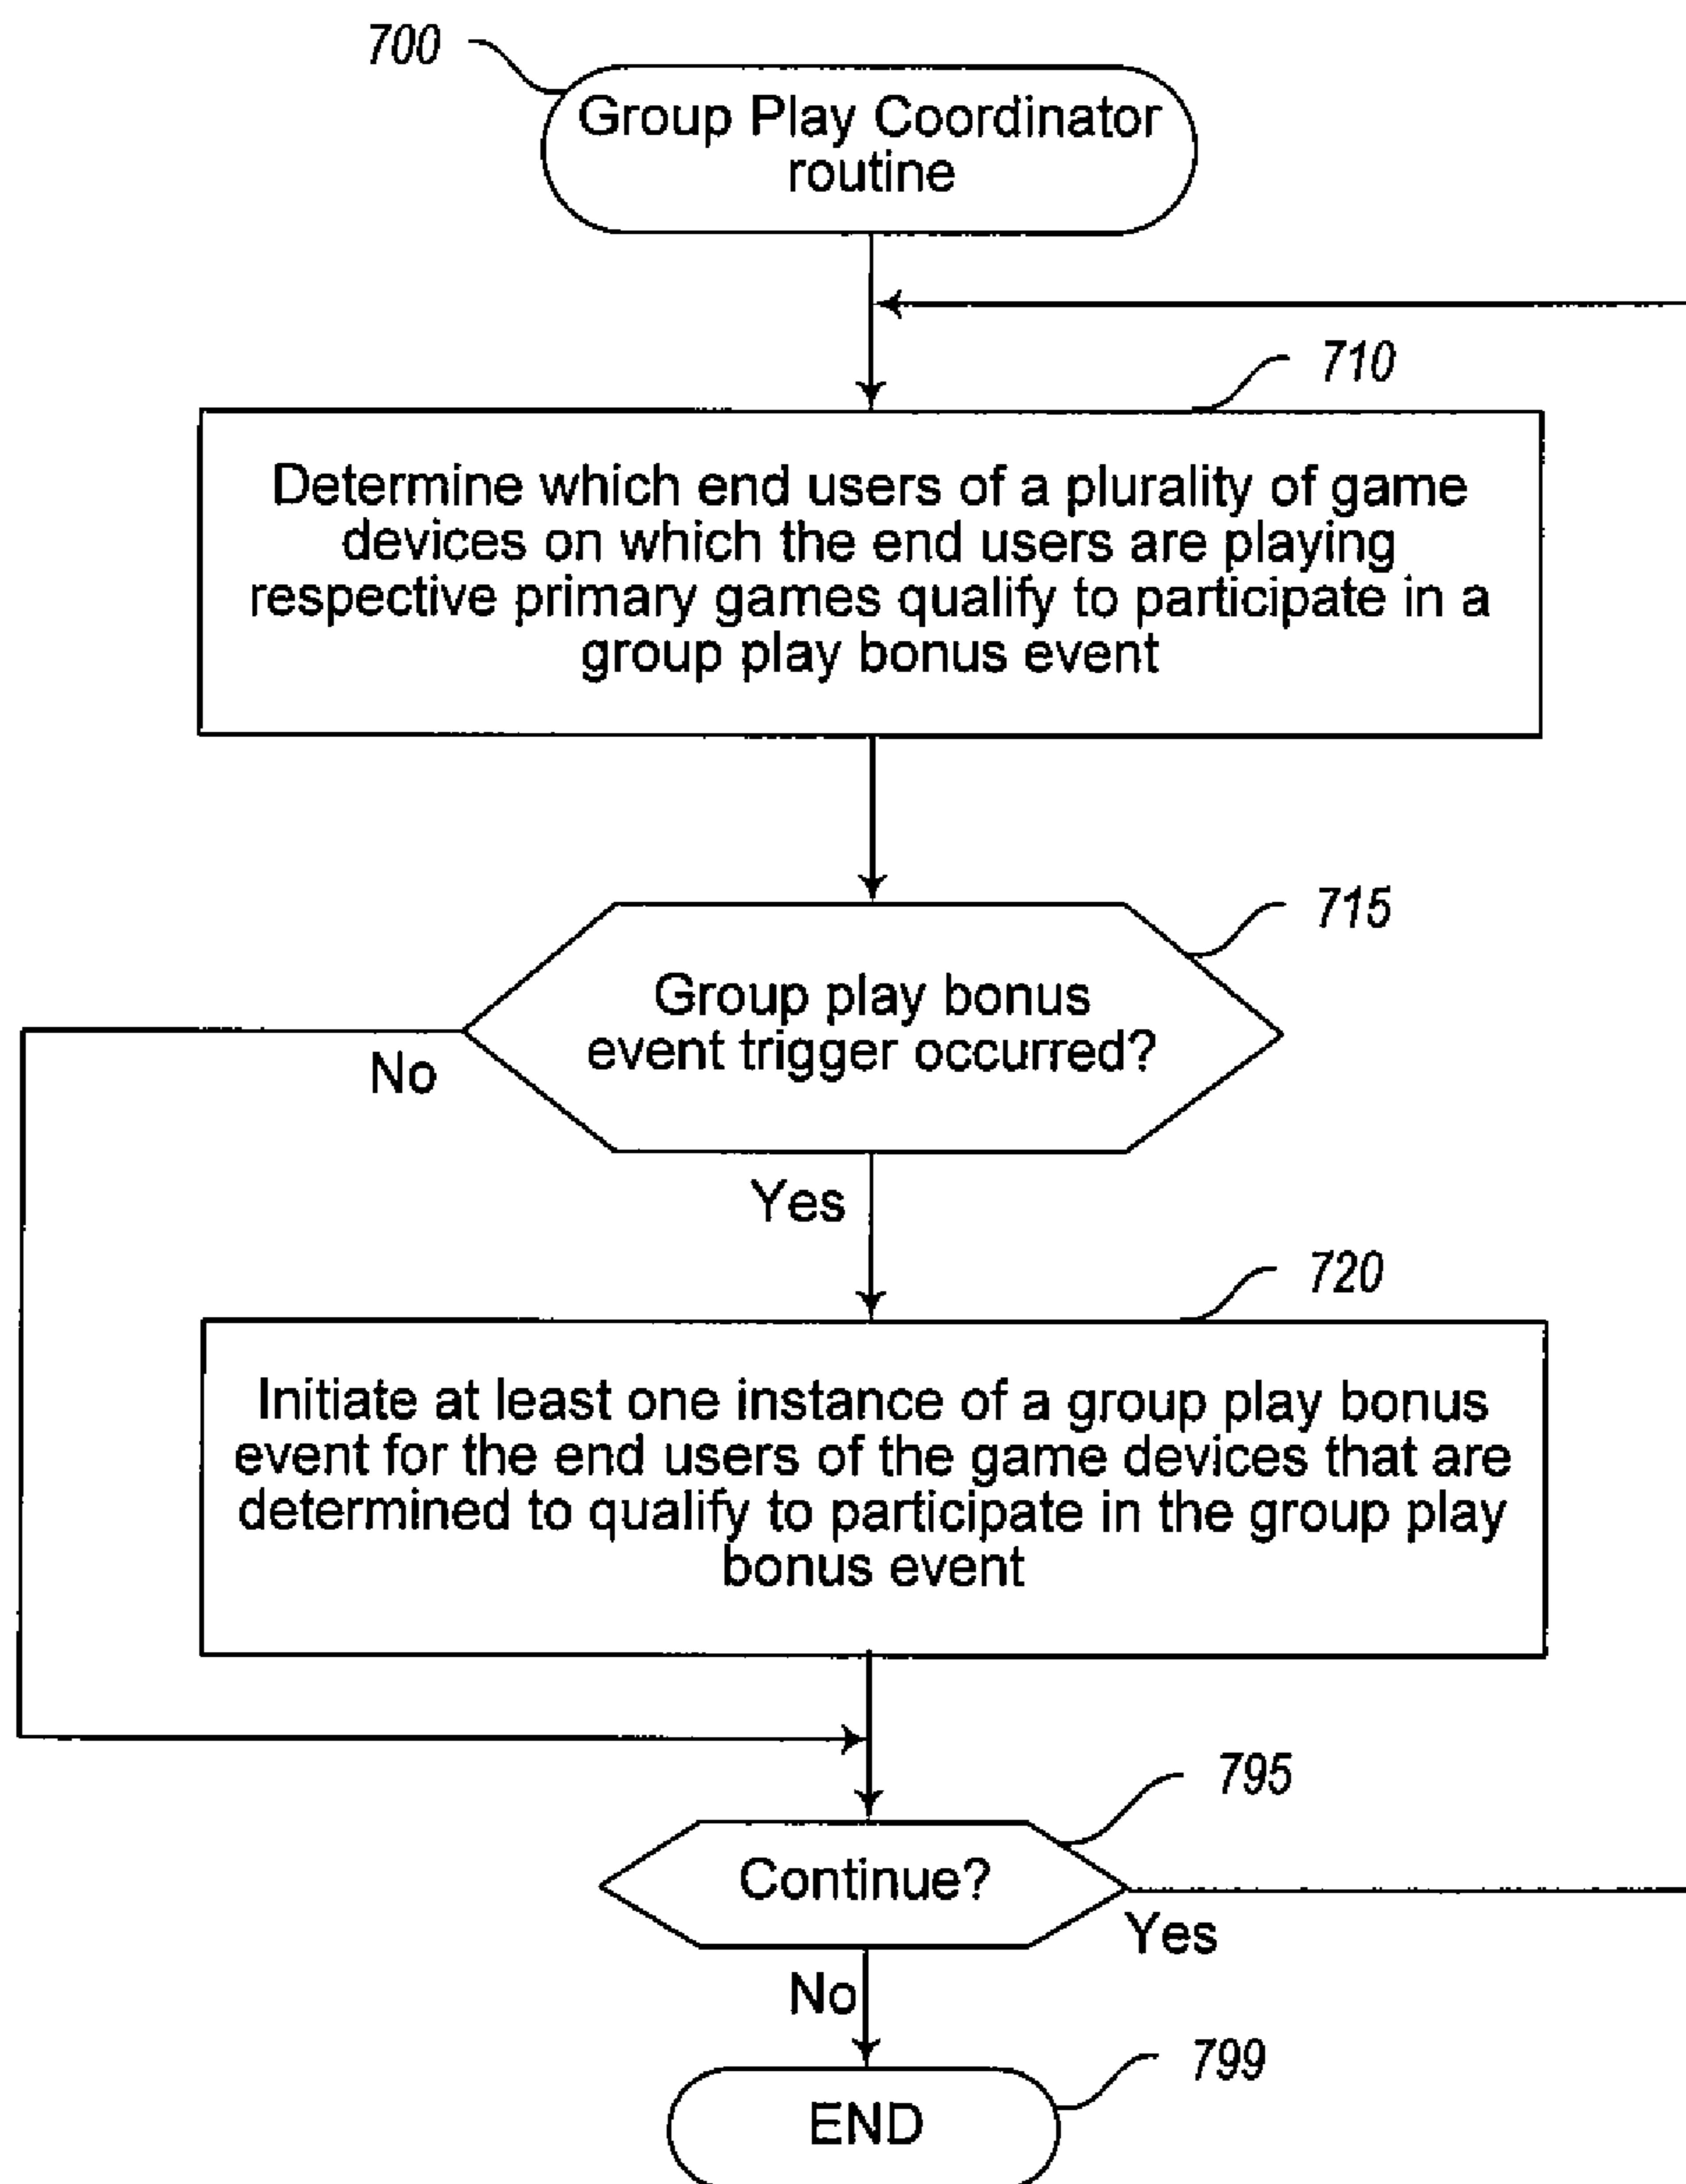 700
Group Play Coordinator
routine
710
Determine which end users of a plurality of game
devices on which the end users are playing
respective primary games qualify to participate in a
group play bonus event
715
Group play bonus
event trigger occurred?
No
Yes
720
Initiate at least one instance of a group play bonus
event for the end users of the game devices that are
determined to qualify to participate in the group play
bonus event
795
Continue?
Yes
No
799
END